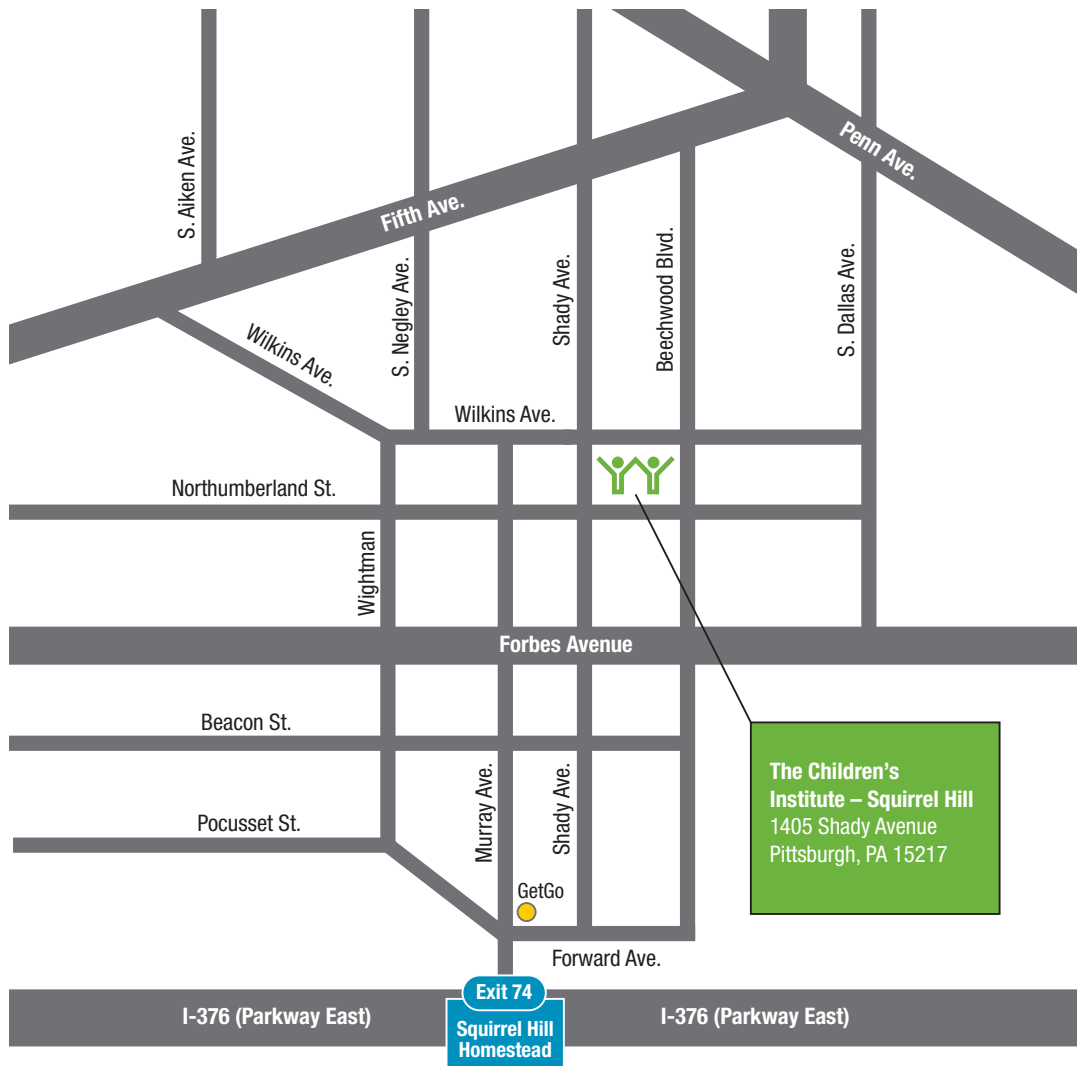 S. Aiken Ave.
Fifth Ave.
Penn Ave.
S. Negley Ave.
Shady Ave.
Beechwood Blvd.
S. Dallas Ave.
Wilkins Ave.
Wilkins Ave.
Northumberland St.
Wightman
Forbes Avenue
Beacon St.
Murray Ave.
Shady Ave.
The Children's
Institute – Squirrel Hill
1405 Shady Avenue
Pittsburgh, PA 15217
Pocusset St.
GetGo
Forward Ave.
Exit 74
I-376 (Parkway East)
Squirrel Hill
Homestead
I-376 (Parkway East)